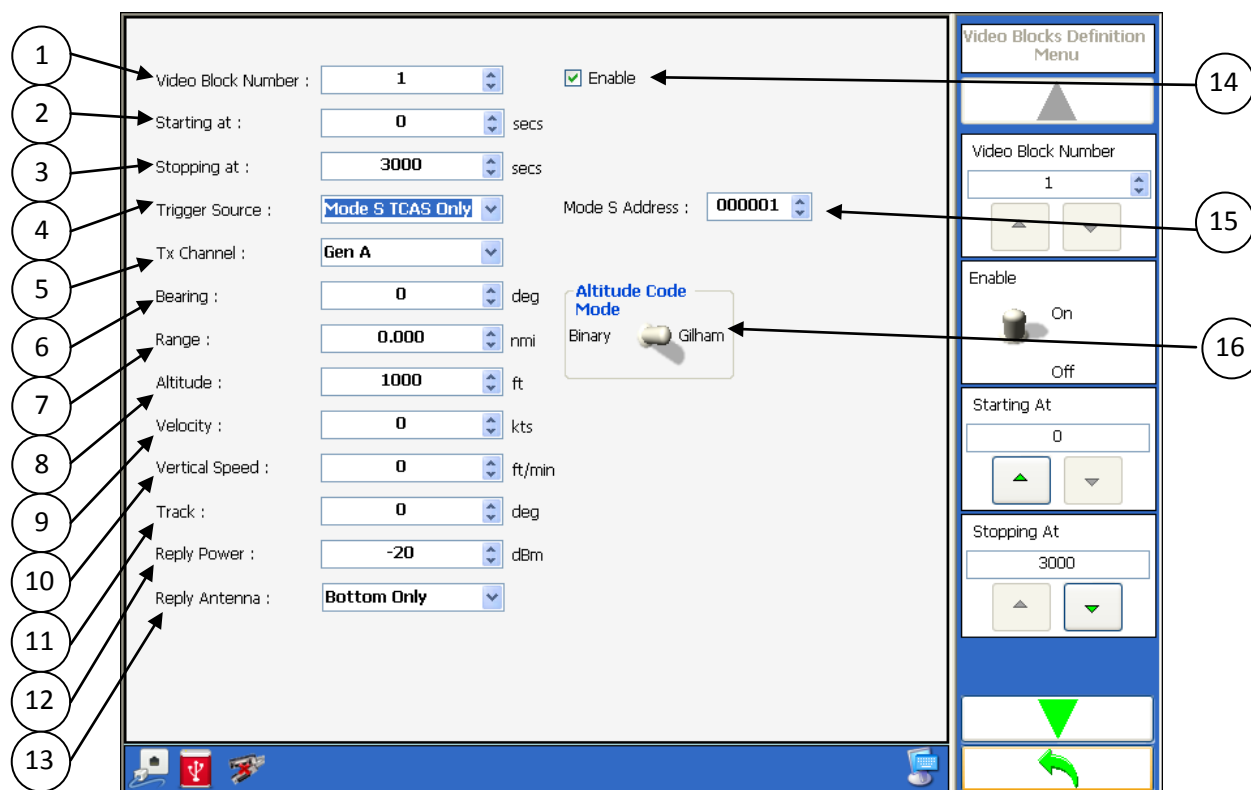 1
2
3
4
5
6
7
8
9
10
11
12
13
Video Block Number : 1
Enable
14
Starting at : 0 secs
Stopping at : 3000 secs
Trigger Source : Mode S TCAS Only
Mode S Address : 000001
15
Tx Channel : Gen A
Bearing : 0 deg
Altitude Code
Mode
Binary Gilham
16
Range : 0.000 nmi
Altitude : 1000 ft
Velocity : 0 kts
Vertical Speed : 0 ft/min
Track : 0 deg
Reply Power : -20 dBm
Reply Antenna : Bottom Only
Video Blocks Definition
Menu
Video Block Number
1
Enable
On
Off
Starting At
0
Stopping At
3000